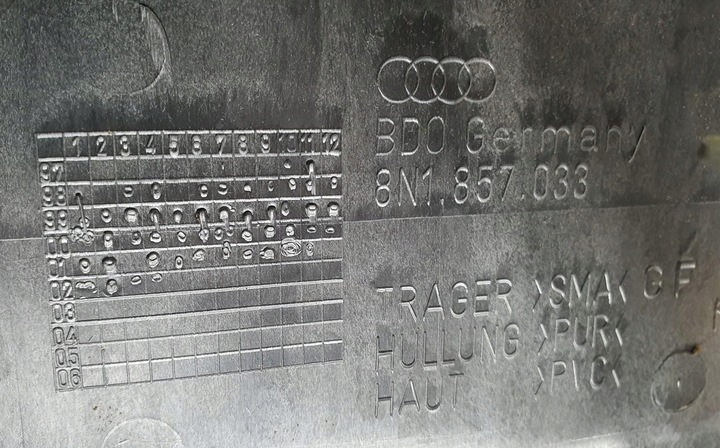 BDO Germany
8N1.857.033
1 2 3 4 5 6 7 8 9 10 11 12
97
98
99
00
01
02
03
04
05
06
TRAGER >SMA< GF
HULLUNG >PUR<
HAUT >PVC<